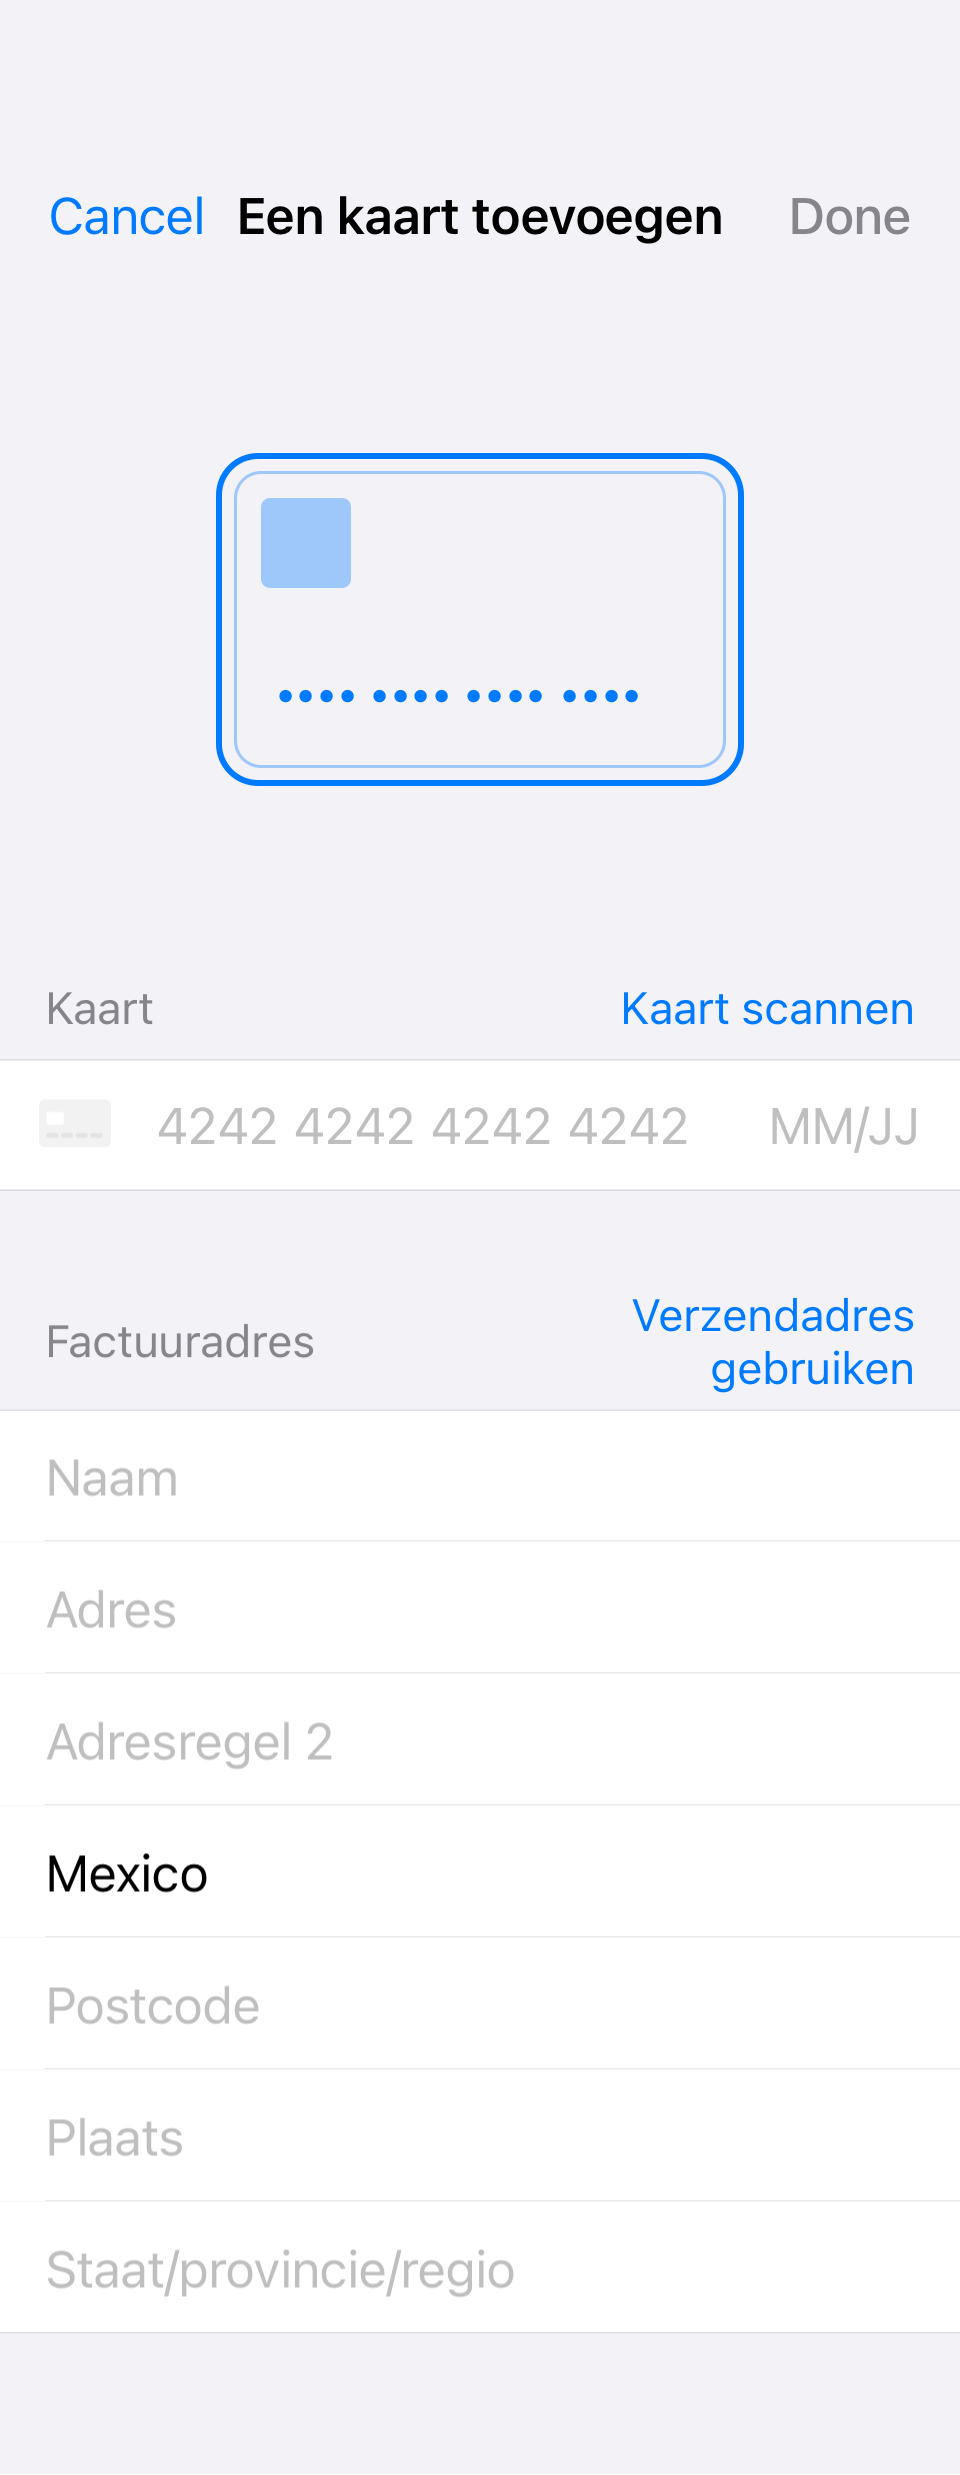 Cancel Een kaart toevoegen Done
Kaart Kaart scannen
4242 4242 4242 4242 MM/JJ
Factuuradres Verzendadres gebruiken
Naam
Adres
Adresregel 2
Mexico
Postcode
Plaats
Staat/provincie/regio